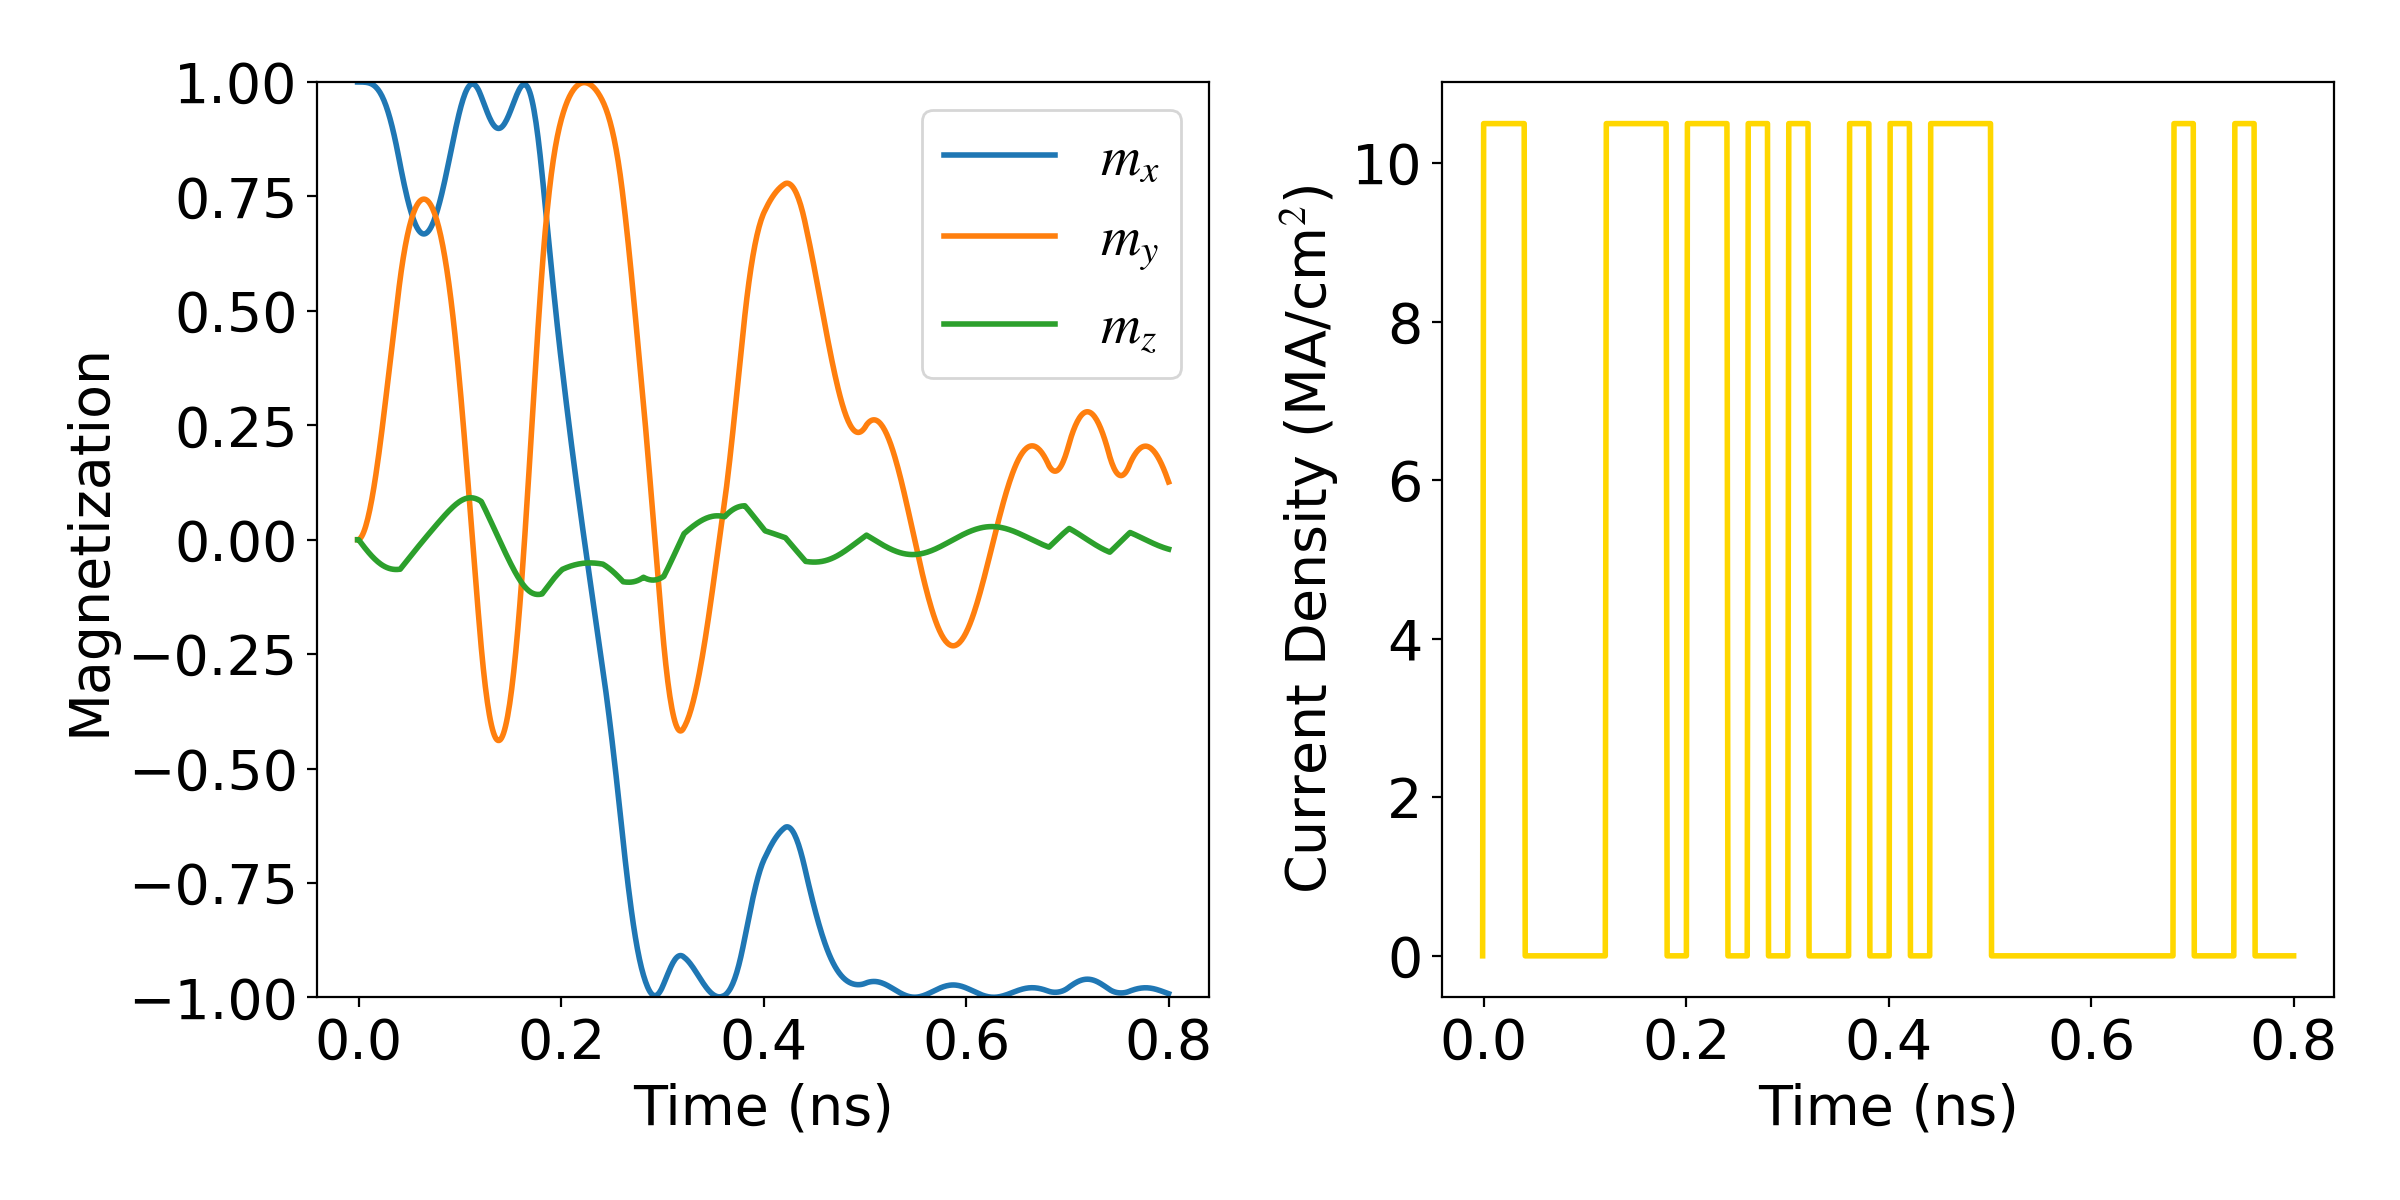 1.00
0.75
0.50
0.25
0.00
−0.25
−0.50
−0.75
−1.00
Magnetization
0.0 0.2 0.4 0.6 0.8
Time (ns)
m_x
m_y
m_z
10
8
6
4
2
0
Current Density (MA/cm²)
0.0 0.2 0.4 0.6 0.8
Time (ns)